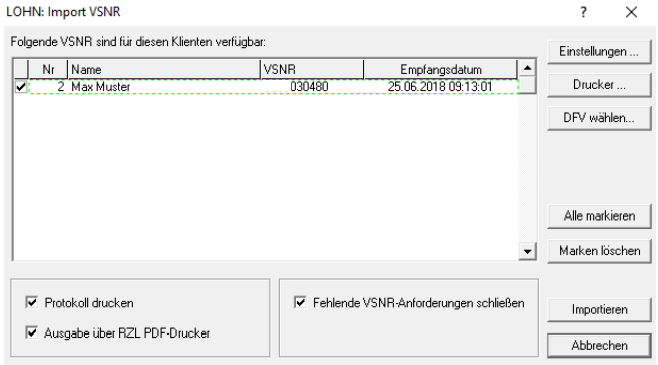 LOHN: Import VSNR ? ✕
Folgende VSNR sind für diesen Klienten verfügbar:
Einstellungen ...
Nr Name VSNR Empfangsdatum
2 Max Muster 030480 25.06.2018 09:13:01
Drucker ...
DFV wählen...
Alle markieren
Marken löschen
Protokoll drucken
Fehlende VSNR-Anforderungen schließen
Importieren
Ausgabe über RZL PDF-Drucker
Abbrechen